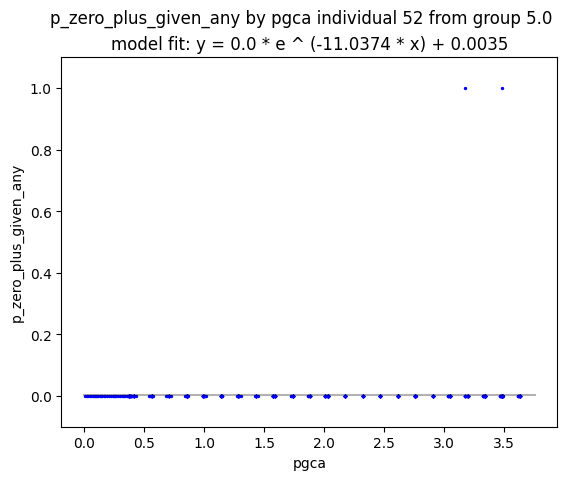 p_zero_plus_given_any by pgca individual 52 from group 5.0
model fit: y = 0.0 * e ^ (-11.0374 * x) + 0.0035
1.0
0.8
0.6
0.4
0.2
0.0
p_zero_plus_given_any
0.0 0.5 1.0 1.5 2.0 2.5 3.0 3.5
pgca